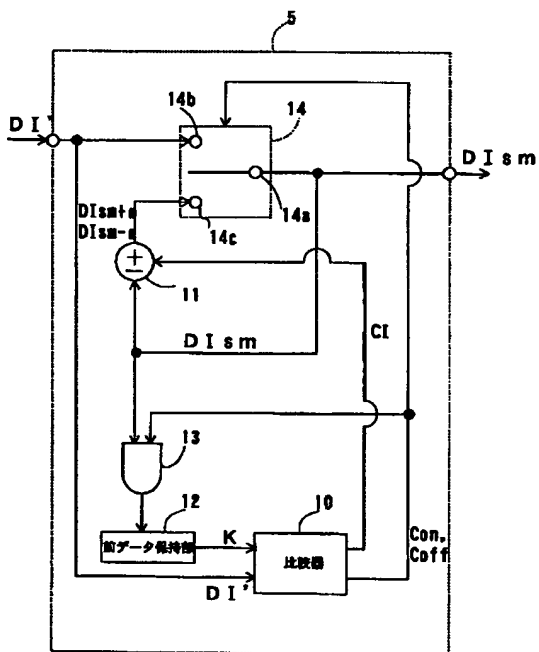 5
14b
14
DI'
DIsm
14a
DIsm+a
DIsm-a
14c
11
CI
DIsm
13
12
10
前データ保持部
K
比較器
Con,
Coff
DI'